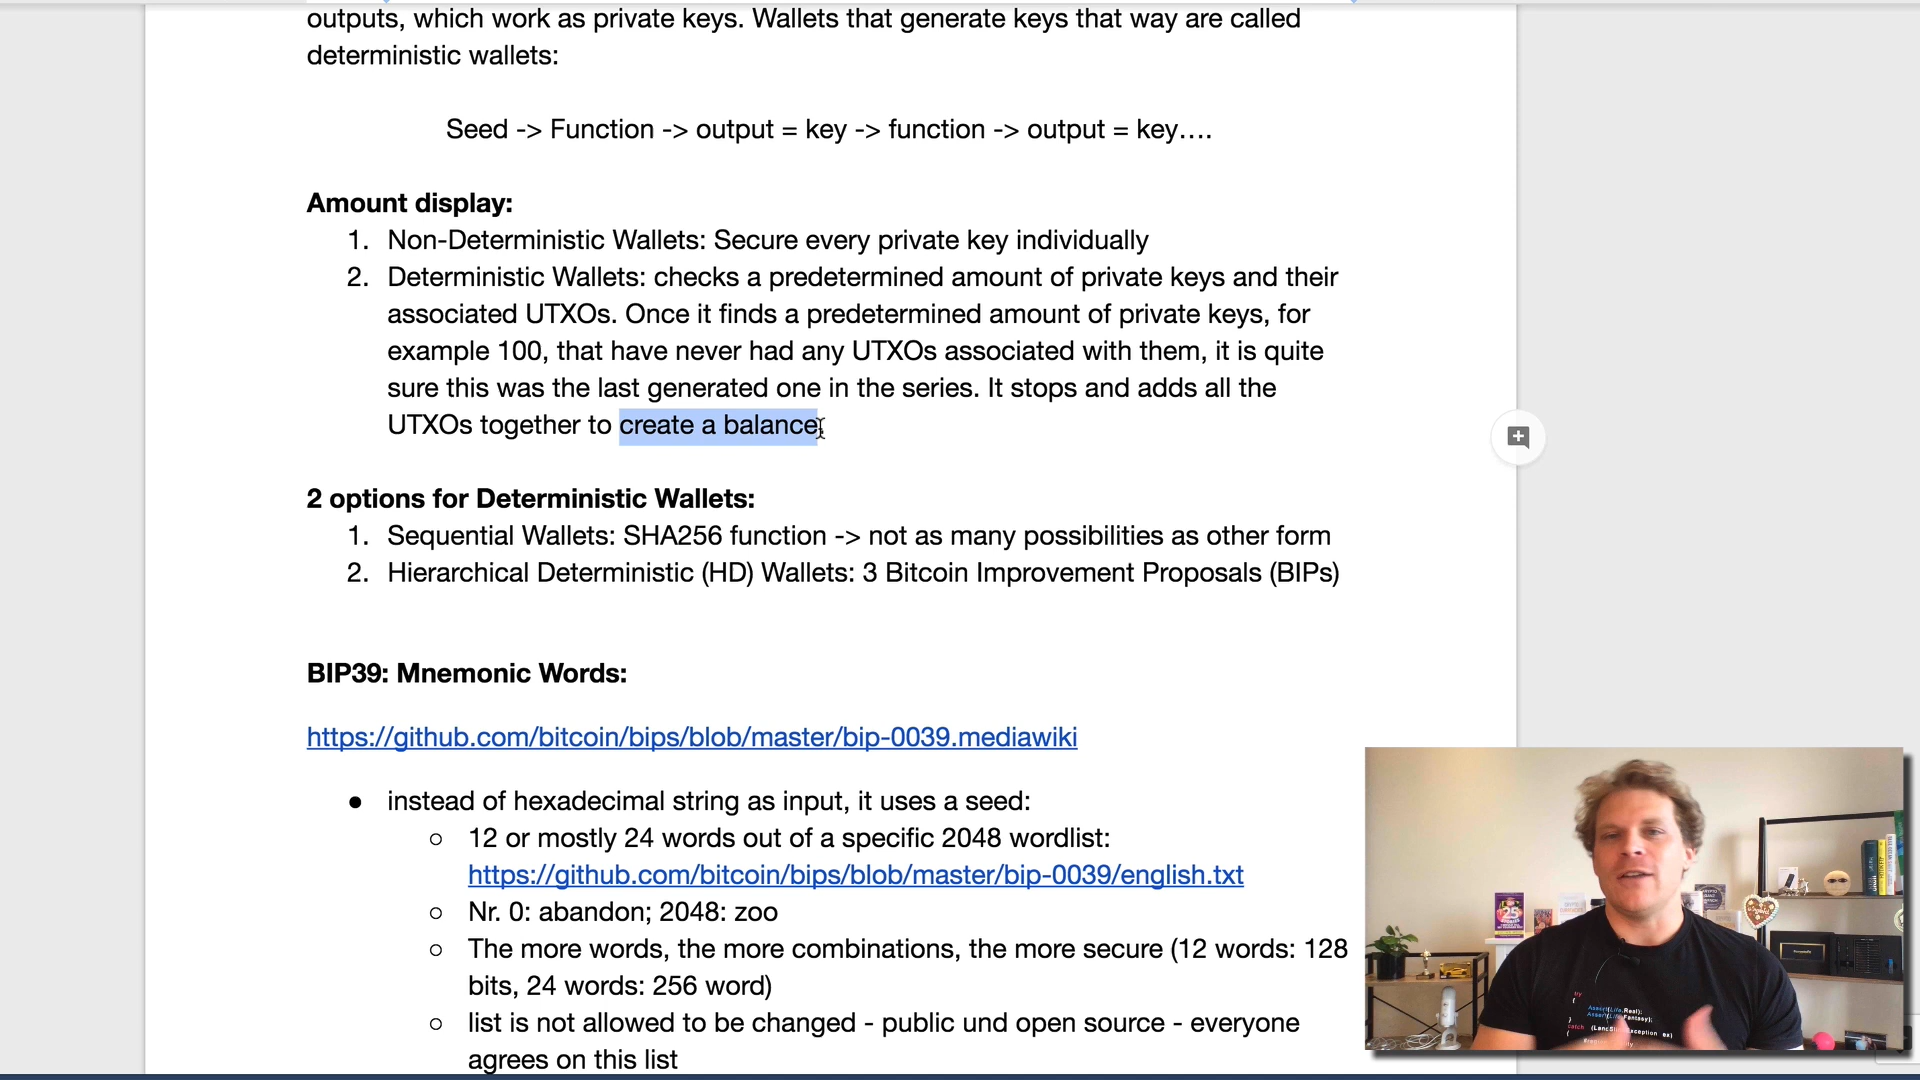 outputs, which work as private keys. Wallets that generate keys that way are called
deterministic wallets:
Seed -> Function -> output = key -> function -> output = key….
Amount display:
1. Non-Deterministic Wallets: Secure every private key individually
2. Deterministic Wallets: checks a predetermined amount of private keys and their
associated UTXOs. Once it finds a predetermined amount of private keys, for
example 100, that have never had any UTXOs associated with them, it is quite
sure this was the last generated one in the series. It stops and adds all the
UTXOs together to create a balance.
2 options for Deterministic Wallets:
1. Sequential Wallets: SHA256 function -> not as many possibilities as other form
2. Hierarchical Deterministic (HD) Wallets: 3 Bitcoin Improvement Proposals (BIPs)
BIP39: Mnemonic Words:
https://github.com/bitcoin/bips/blob/master/bip-0039.mediawiki
● instead of hexadecimal string as input, it uses a seed:
○ 12 or mostly 24 words out of a specific 2048 wordlist:
https://github.com/bitcoin/bips/blob/master/bip-0039/english.txt
○ Nr. 0: abandon; 2048: zoo
○ The more words, the more combinations, the more secure (12 words: 128
bits, 24 words: 256 word)
○ list is not allowed to be changed - public und open source - everyone
agrees on this list
25
try
{
Assert(Life.Real);
Assert(Life.Fantasy);
}
catch
ex)